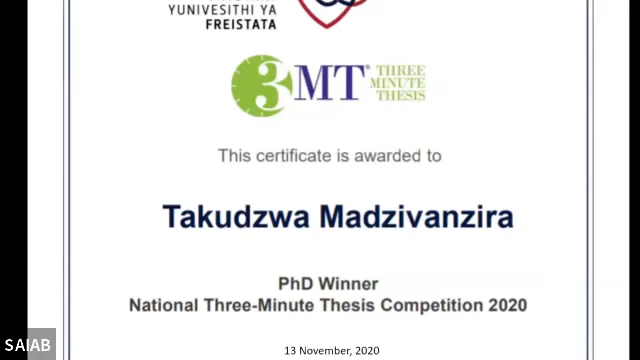 YUNIVESITHI YA
FREISTATA
3MT® THREE
MINUTE
THESIS
This certificate is awarded to
Takudzwa Madzivanzira
PhD Winner
National Three-Minute Thesis Competition 2020
13 November, 2020
SAIAB